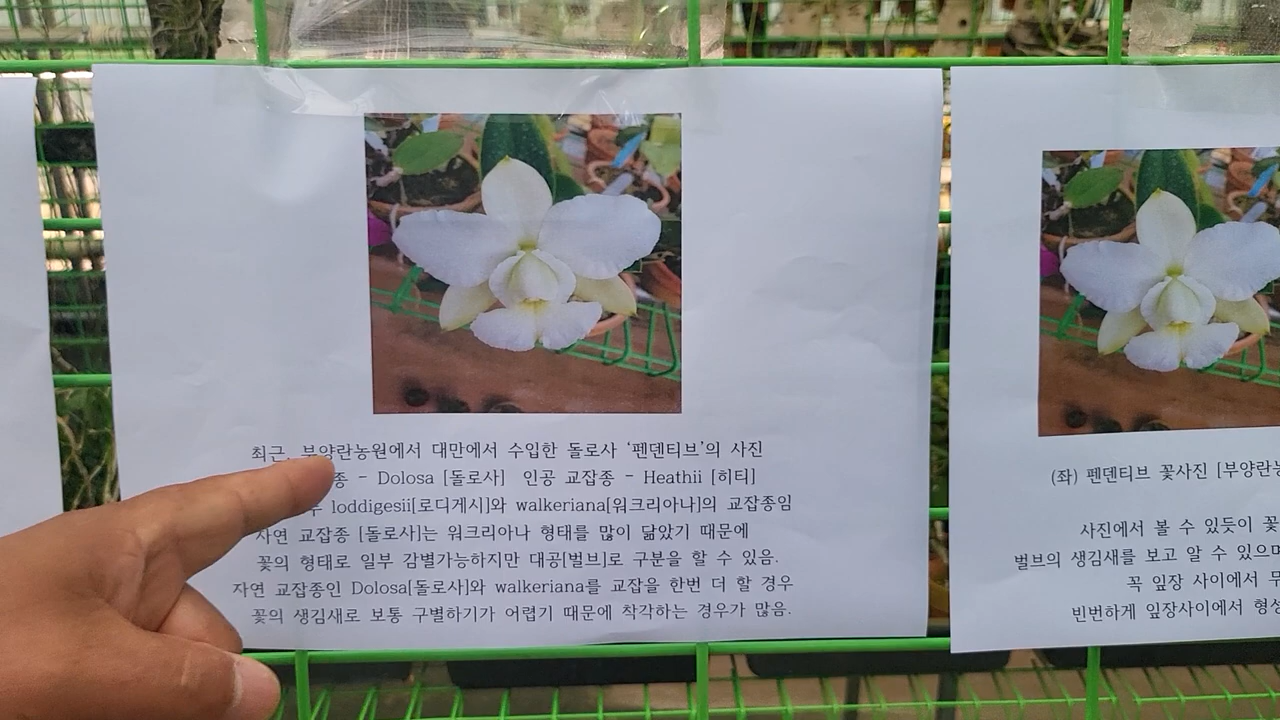 최근, 부양란농원에서 대만에서 수입한 돌로사 ‘펜덴티브’의 사진
종 - Dolosa [돌로사] 인공 교잡종 - Heathii [히티]
loddigesii[로디게시]와 walkeriana[워크리아나]의 교잡종임
자연 교잡종 [돌로사]는 워크리아나 형태를 많이 닮았기 때문에
꽃의 형태로 일부 감별가능하지만 대공[벌브]로 구분을 할 수 있음.
자연 교잡종인 Dolosa[돌로사]와 walkeriana를 교잡을 한번 더 할 경우
꽃의 생김새로 보통 구별하기가 어렵기 때문에 착각하는 경우가 많음.
(좌) 펜덴티브 꽃사진 [부양란농
사진에서 볼 수 있듯이 꽃
벌브의 생김새를 보고 알 수 있으며
꼭 잎장 사이에서 무
빈번하게 잎장사이에서 형성